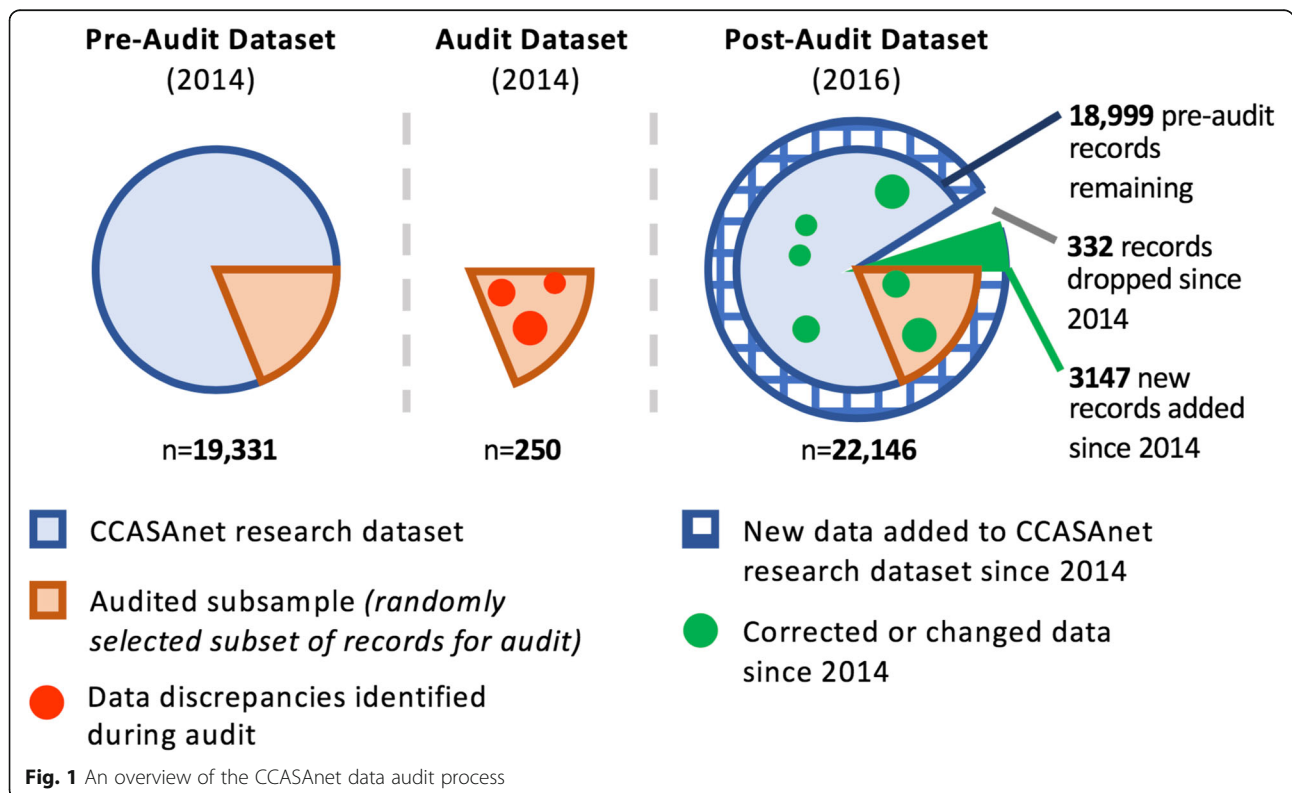 Pre-Audit Dataset
(2014)
Audit Dataset
(2014)
Post-Audit Dataset
(2016)
18,999 pre-audit
records
remaining
332 records
dropped since
2014
3147 new
records added
since 2014
n=19,331
n=250
n=22,146
CCASAnet research dataset
Audited subsample (randomly
selected subset of records for audit)
Data discrepancies identified
during audit
New data added to CCASAnet
research dataset since 2014
Corrected or changed data
since 2014
Fig. 1 An overview of the CCASAnet data audit process